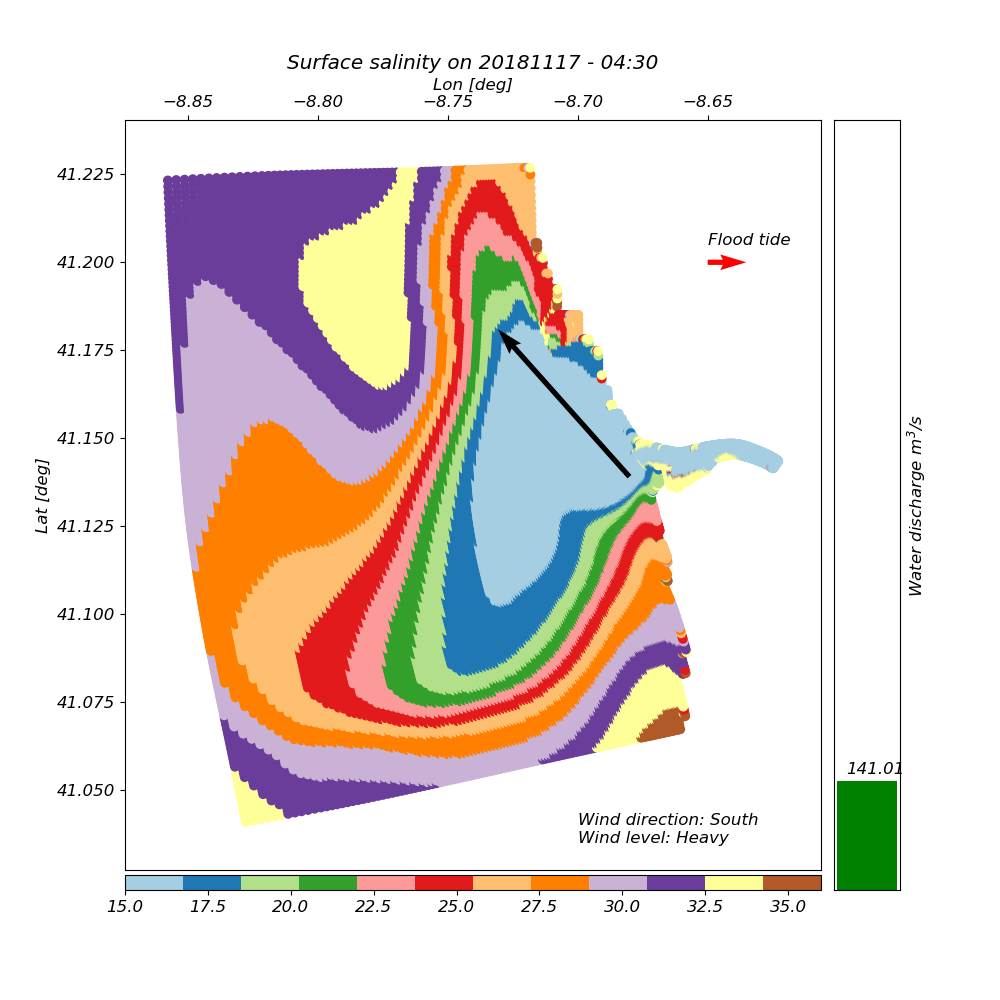 Surface salinity on 20181117 - 04:30
Lon [deg]
−8.85 −8.80 −8.75 −8.70 −8.65
41.225
41.200
41.175
41.150
41.125
41.100
41.075
41.050
Lat [deg]
Flood tide
Wind direction: South
Wind level: Heavy
15.0 17.5 20.0 22.5 25.0 27.5 30.0 32.5 35.0
141.01
Water discharge m³/s